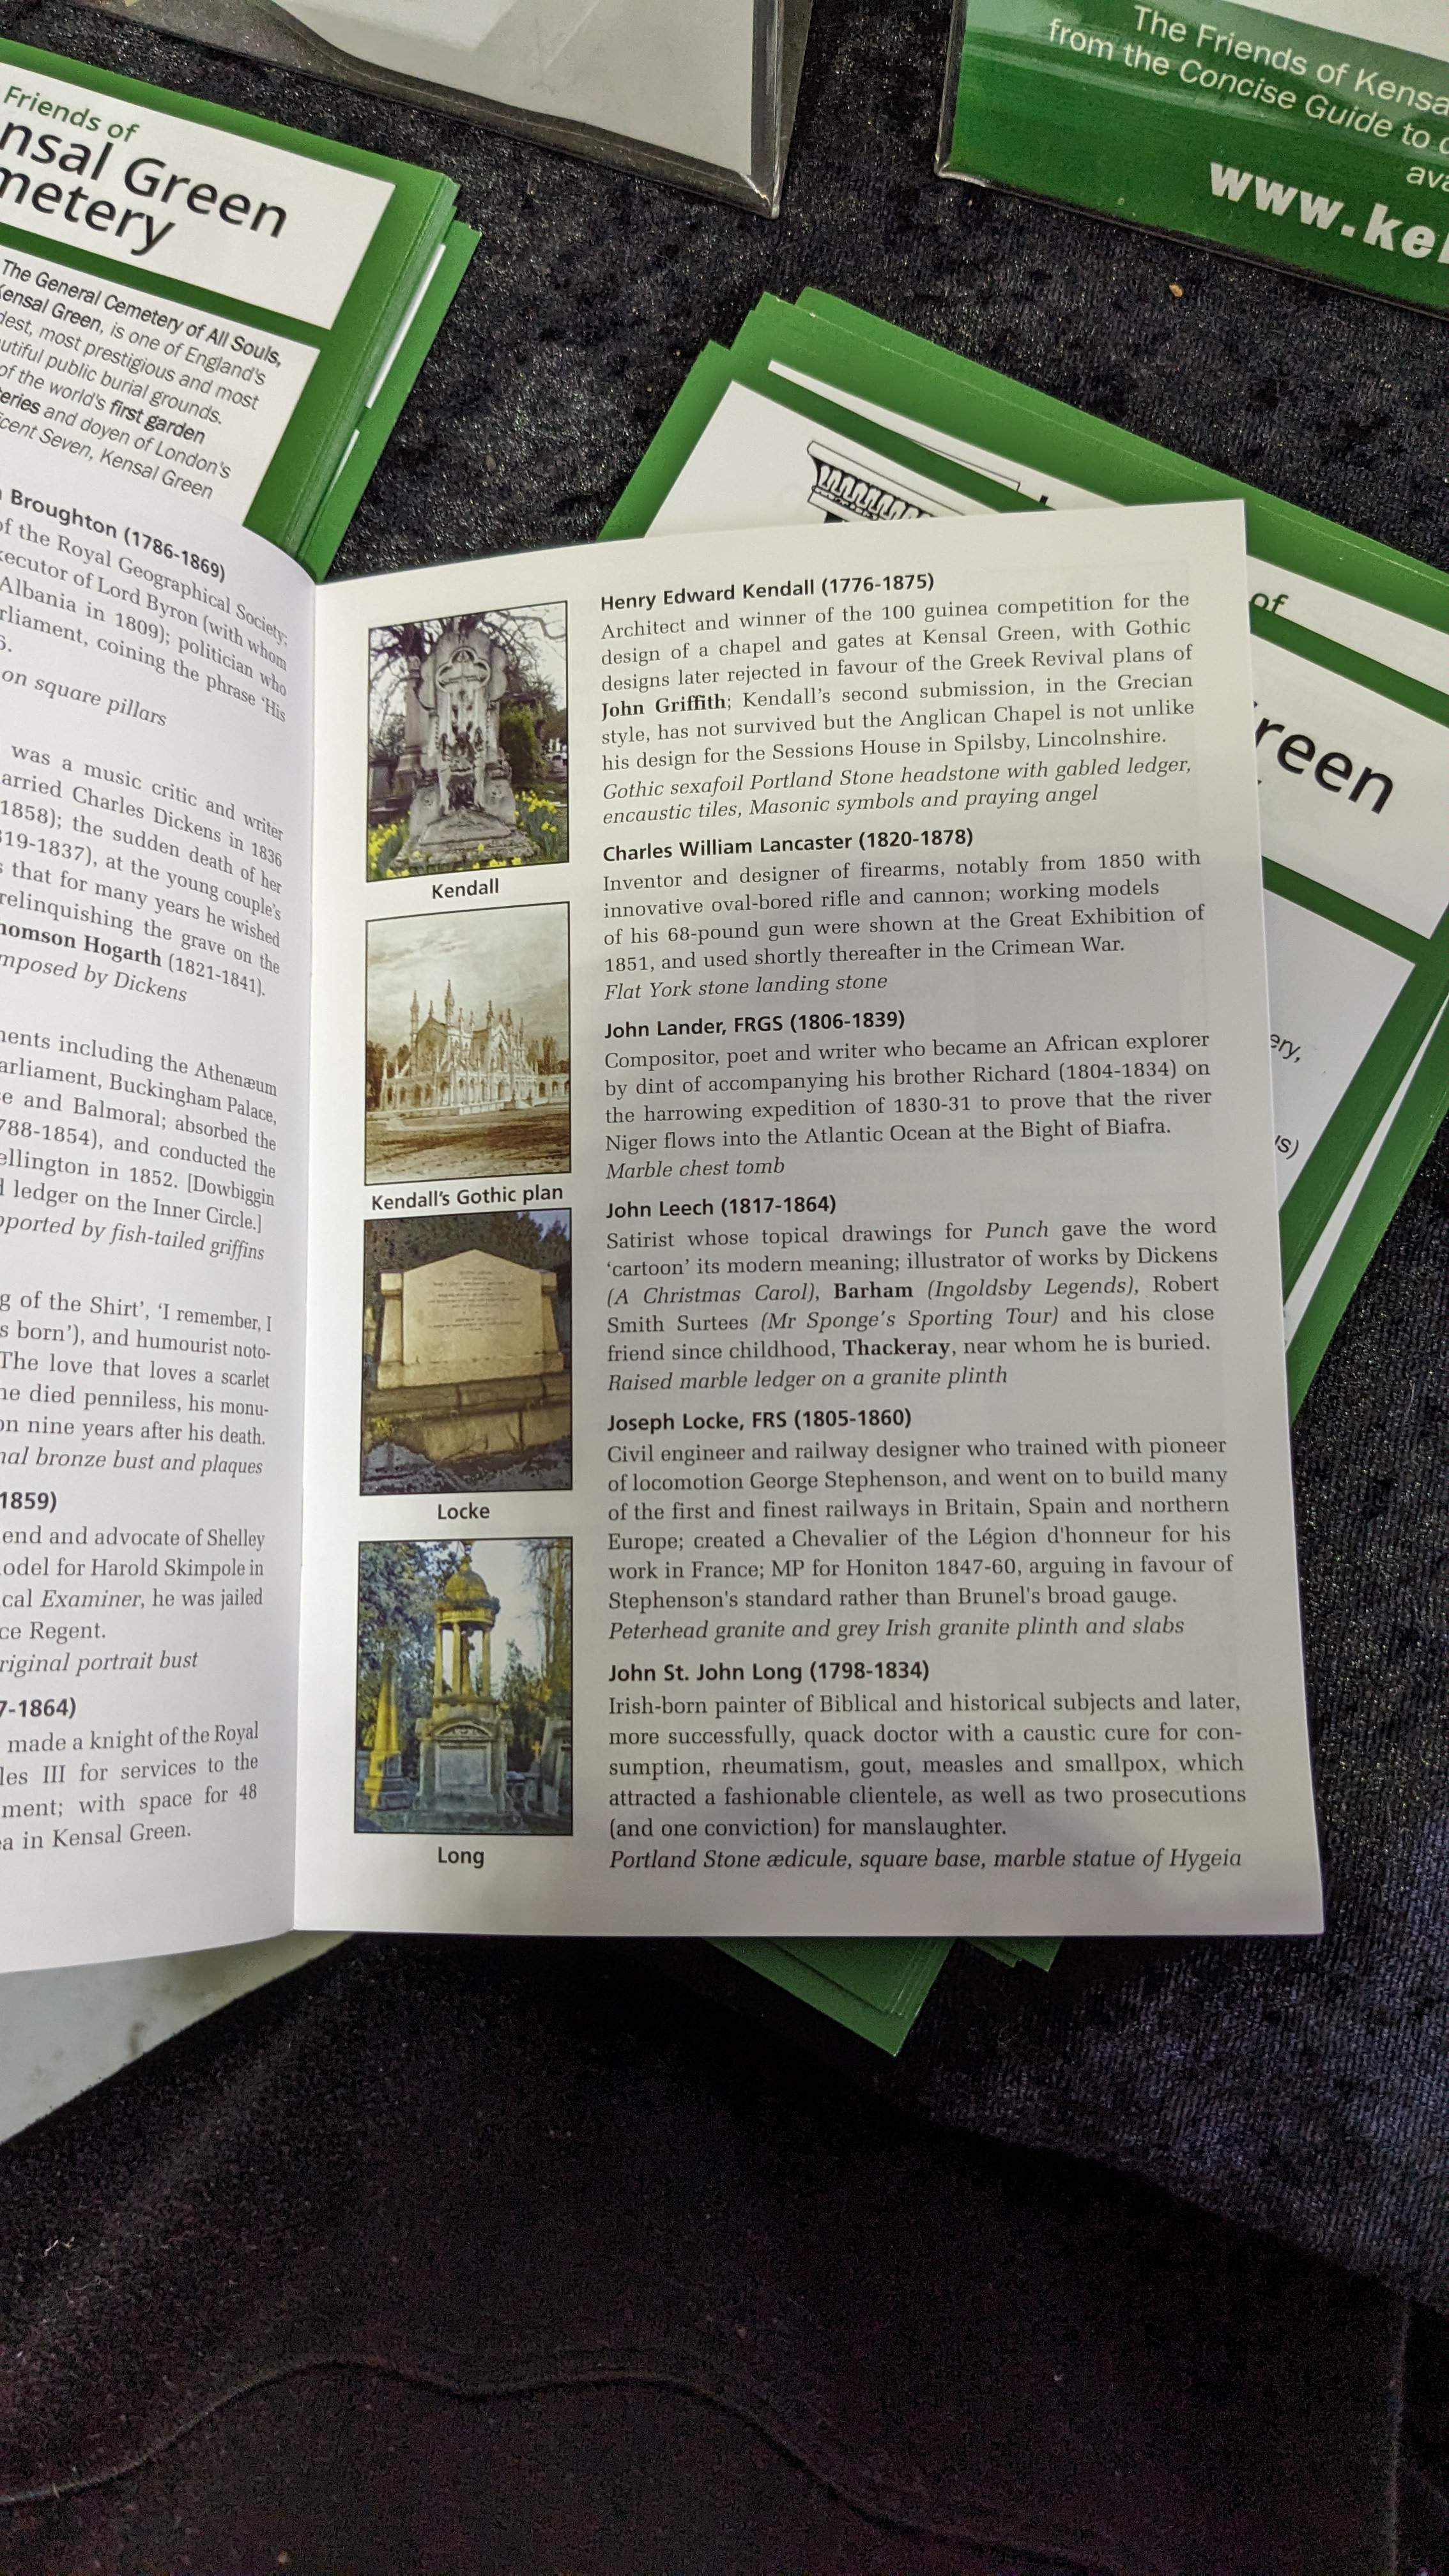 Friends of
nsal Green
metery
The General Cemetery of All Souls,
Kensal Green, is one of England's
dest, most prestigious and most
utiful public burial grounds.
of the world's first garden
eries and doyen of London's
icent Seven, Kensal Green
The Friends of Kensa
from the Concise Guide to
ava
www.ke
of
reen
ery,
us)
Broughton (1786-1869)
of the Royal Geographical Society;
xecutor of Lord Byron (with whom
Albania in 1809); politician who
rliament, coining the phrase 'His
6.
on square pillars
was a music critic and writer
arried Charles Dickens in 1836
1858); the sudden death of her
819-1837), at the young couple's
s that for many years he wished
relinquishing the grave on the
homson Hogarth (1821-1841).
mposed by Dickens
ments including the Athenæum
arliament, Buckingham Palace,
e and Balmoral; absorbed the
788-1854), and conducted the
ellington in 1852. [Dowbiggin
d ledger on the Inner Circle.]
pported by fish-tailed griffins
g of the Shirt', 'I remember, I
s born'), and humourist noto-
The love that loves a scarlet
he died penniless, his monu-
on nine years after his death.
nal bronze bust and plaques
1859)
end and advocate of Shelley
odel for Harold Skimpole in
cal Examiner, he was jailed
ce Regent.
riginal portrait bust
7-1864)
made a knight of the Royal
les III for services to the
ment; with space for 48
a in Kensal Green.
Kendall
Kendall's Gothic plan
Locke
Long
Henry Edward Kendall (1776-1875)
Architect and winner of the 100 guinea competition for the
design of a chapel and gates at Kensal Green, with Gothic
designs later rejected in favour of the Greek Revival plans of
John Griffith; Kendall's second submission, in the Grecian
style, has not survived but the Anglican Chapel is not unlike
his design for the Sessions House in Spilsby, Lincolnshire.
Gothic sexafoil Portland Stone headstone with gabled ledger,
encaustic tiles, Masonic symbols and praying angel
Charles William Lancaster (1820-1878)
Inventor and designer of firearms, notably from 1850 with
innovative oval-bored rifle and cannon; working models
of his 68-pound gun were shown at the Great Exhibition of
1851, and used shortly thereafter in the Crimean War.
Flat York stone landing stone
John Lander, FRGS (1806-1839)
Compositor, poet and writer who became an African explorer
by dint of accompanying his brother Richard (1804-1834) on
the harrowing expedition of 1830-31 to prove that the river
Niger flows into the Atlantic Ocean at the Bight of Biafra.
Marble chest tomb
John Leech (1817-1864)
Satirist whose topical drawings for Punch gave the word
'cartoon' its modern meaning; illustrator of works by Dickens
(A Christmas Carol), Barham (Ingoldsby Legends), Robert
Smith Surtees (Mr Sponge's Sporting Tour) and his close
friend since childhood, Thackeray, near whom he is buried.
Raised marble ledger on a granite plinth
Joseph Locke, FRS (1805-1860)
Civil engineer and railway designer who trained with pioneer
of locomotion George Stephenson, and went on to build many
of the first and finest railways in Britain, Spain and northern
Europe; created a Chevalier of the Légion d'honneur for his
work in France; MP for Honiton 1847-60, arguing in favour of
Stephenson's standard rather than Brunel's broad gauge.
Peterhead granite and grey Irish granite plinth and slabs
John St. John Long (1798-1834)
Irish-born painter of Biblical and historical subjects and later,
more successfully, quack doctor with a caustic cure for con-
sumption, rheumatism, gout, measles and smallpox, which
attracted a fashionable clientele, as well as two prosecutions
(and one conviction) for manslaughter.
Portland Stone ædicule, square base, marble statue of Hygeia